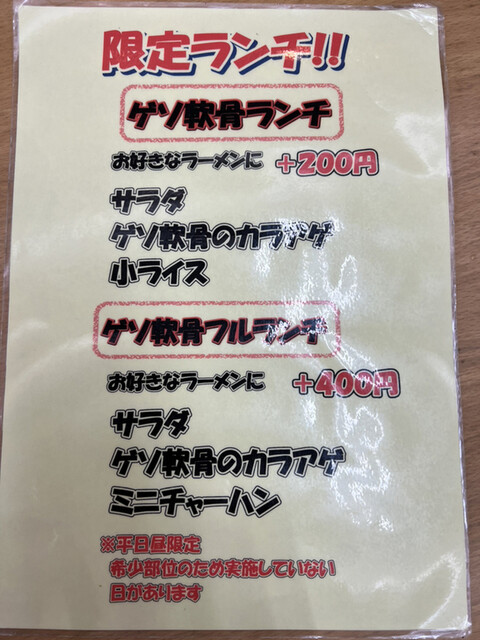 限定ランチ!!
ゲソ軟骨ランチ
お好きなラーメンに +200円
サラダ
ゲソ軟骨のカラアゲ
小ライス
ゲソ軟骨フルランチ
お好きなラーメンに +400円
サラダ
ゲソ軟骨のカラアゲ
ミニチャーハン
※平日昼限定
希少部位のため実施していない
日があります